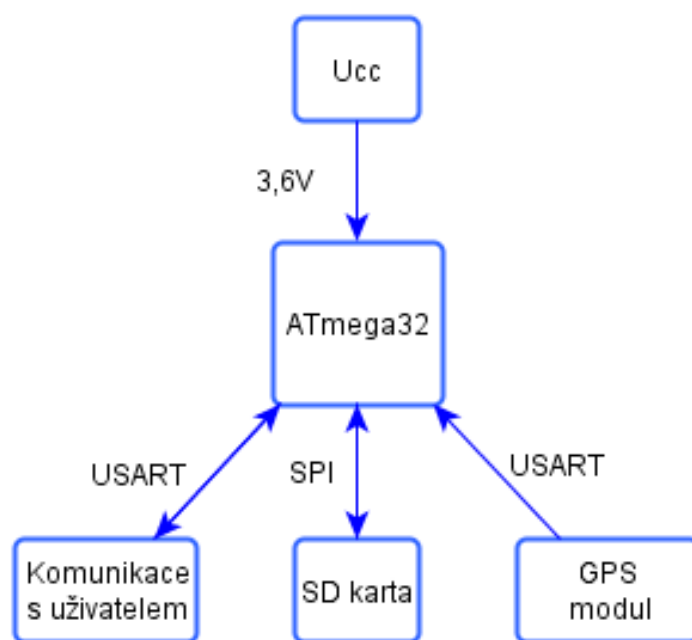 Ucc
3,6V
ATmega32
USART
SPI
USART
Komunikace
s uživatelem
SD karta
GPS
modul